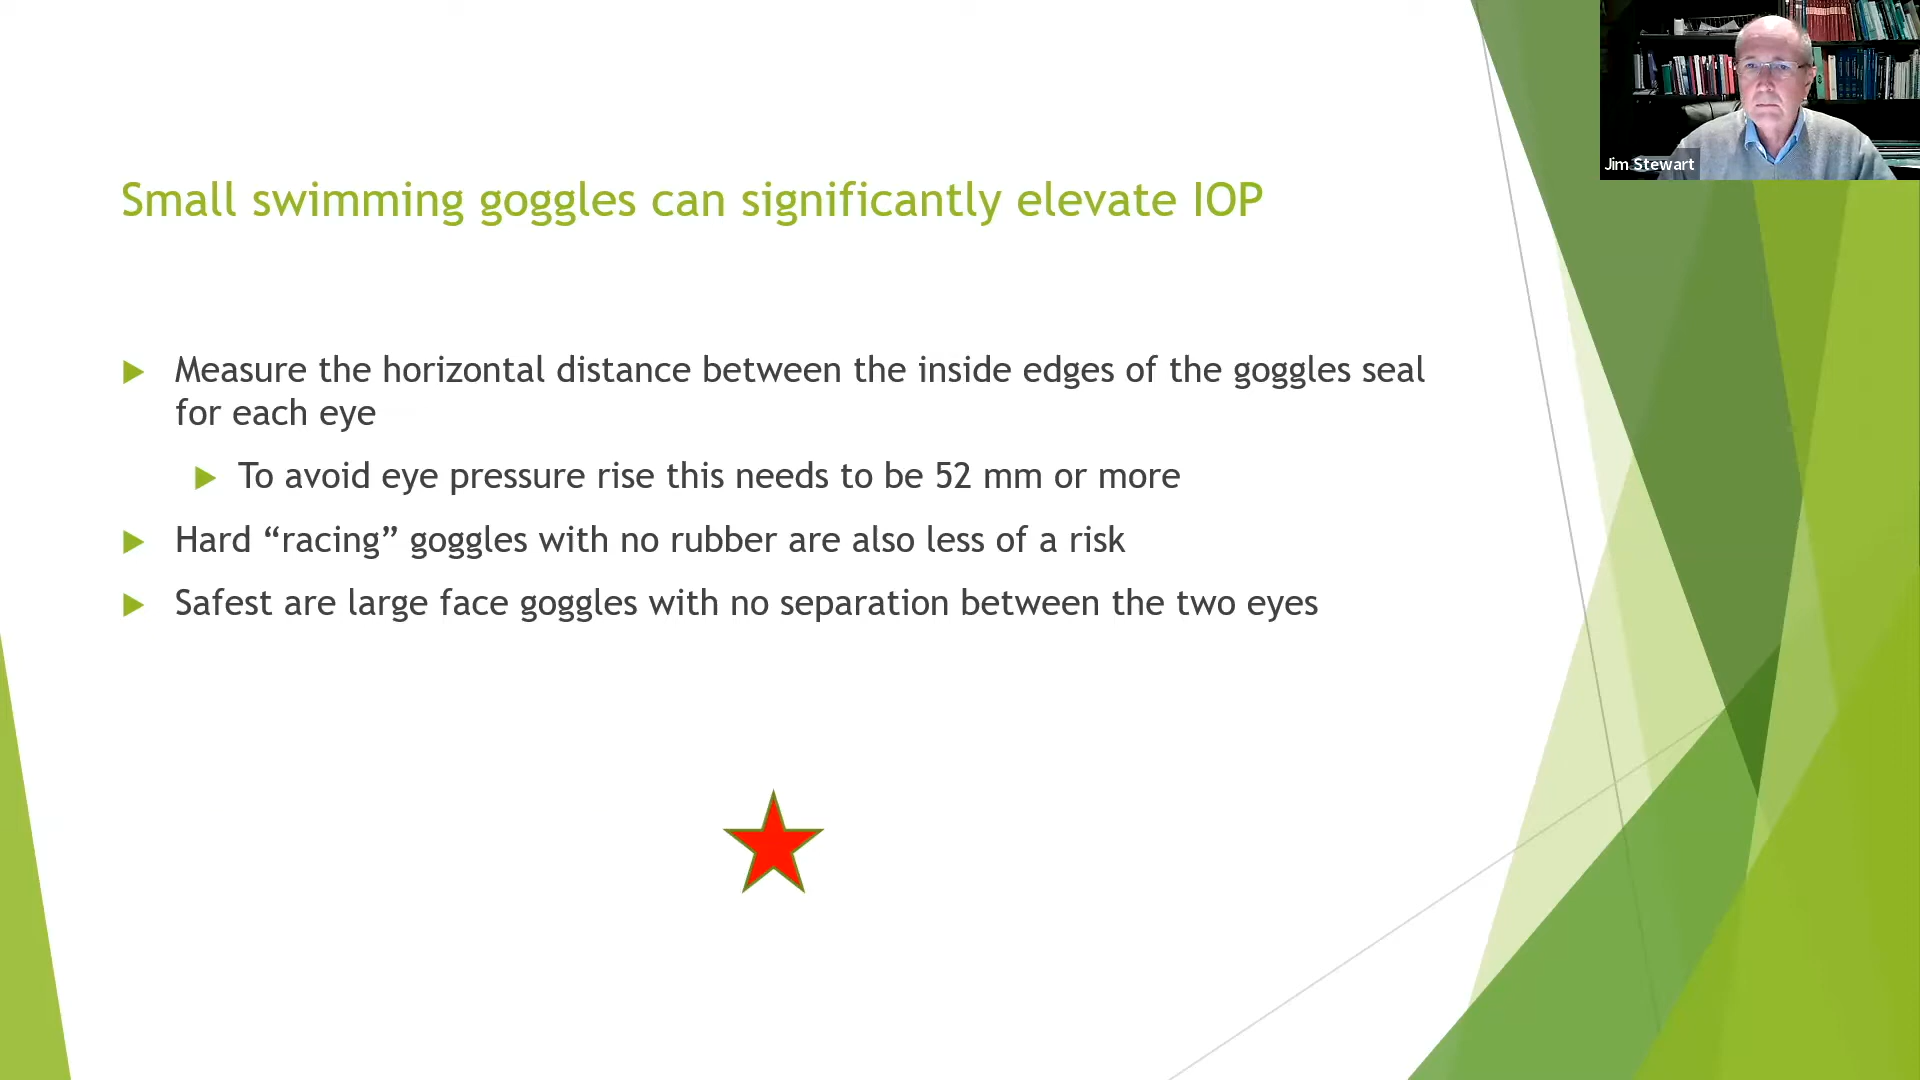 Jim Stewart
Small swimming goggles can significantly elevate IOP
Measure the horizontal distance between the inside edges of the goggles seal
for each eye
To avoid eye pressure rise this needs to be 52 mm or more
Hard “racing” goggles with no rubber are also less of a risk
Safest are large face goggles with no separation between the two eyes